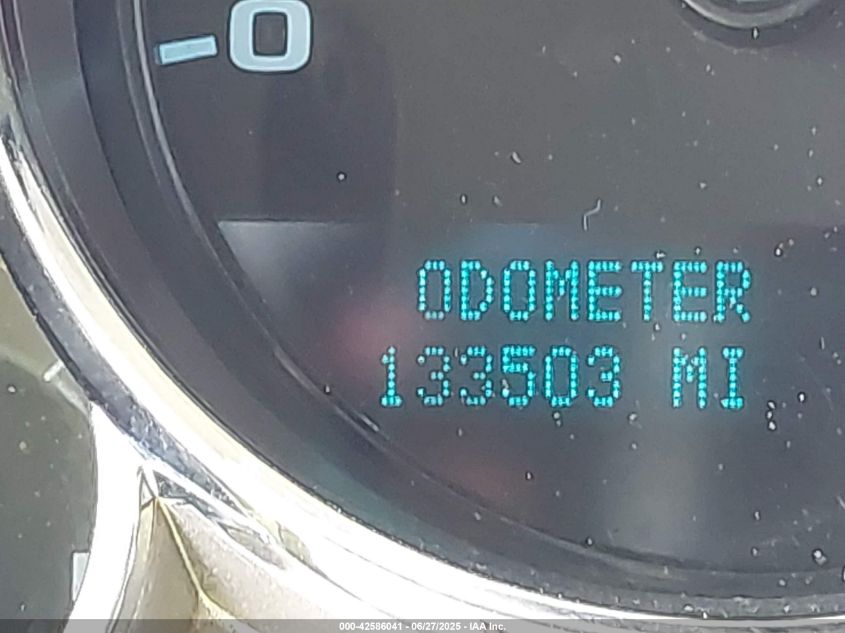 0
ODOMETER
133503 MI
000-42586041 - 06/27/2025 - IAA Inc.